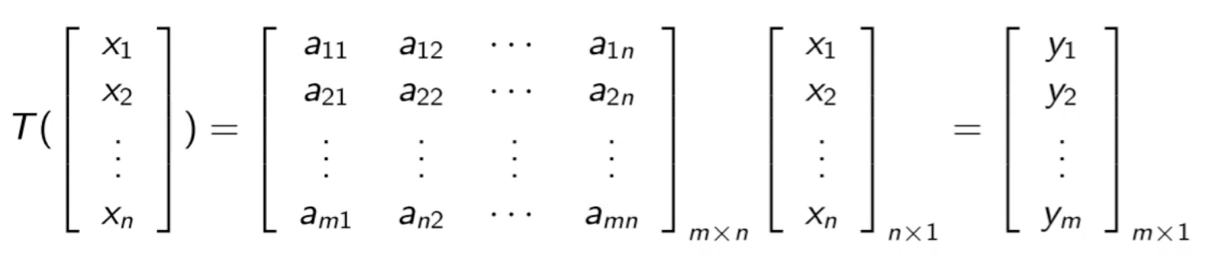 T( [ x₁ x₂ ⋮ xₙ ] ) = [ a₁₁ a₁₂ ⋯ a₁ₙ ; a₂₁ a₂₂ ⋯ a₂ₙ ; ⋮ ⋮ ⋮ ⋮ ; aₘ₁ aₙ₂ ⋯ aₘₙ ]ₘ×ₙ [ x₁ x₂ ⋮ xₙ ]ₙ×₁ = [ y₁ y₂ ⋮ yₘ ]ₘ×₁